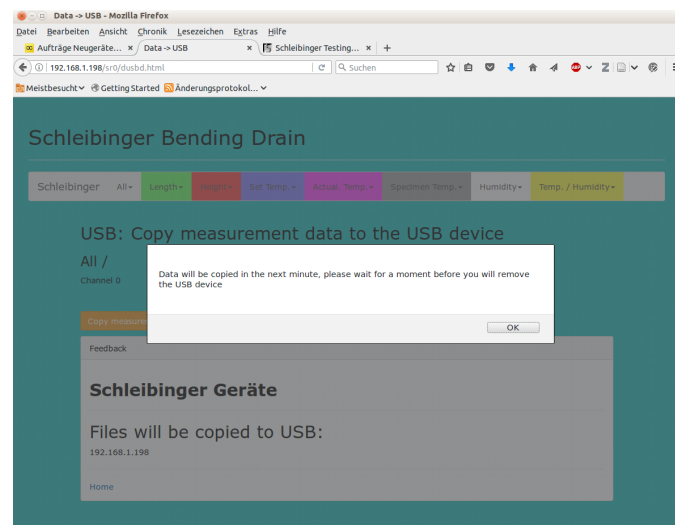 Data -> USB - Mozilla Firefox
Datei Bearbeiten Ansicht Chronik Lesezeichen Extras Hilfe
Aufträge Neugeräte... × Data -> USB × Schleibinger Testing... × +
192.168.1.198/sr0/dusbd.html Suchen ABP Z
Meistbesucht Getting Started Änderungsprotokol...
Schleibinger Bending Drain
Schleibinger All Length Height Set Temp. Actual. Temp. Specimen Temp. Humidity Temp. / Humidity
USB: Copy measurement data to the USB device
All /
Channel 0
Data will be copied in the next minute, please wait for a moment before you will remove
the USB device
OK
Copy measure
Feedback
Schleibinger Geräte
Files will be copied to USB:
192.168.1.198
Home